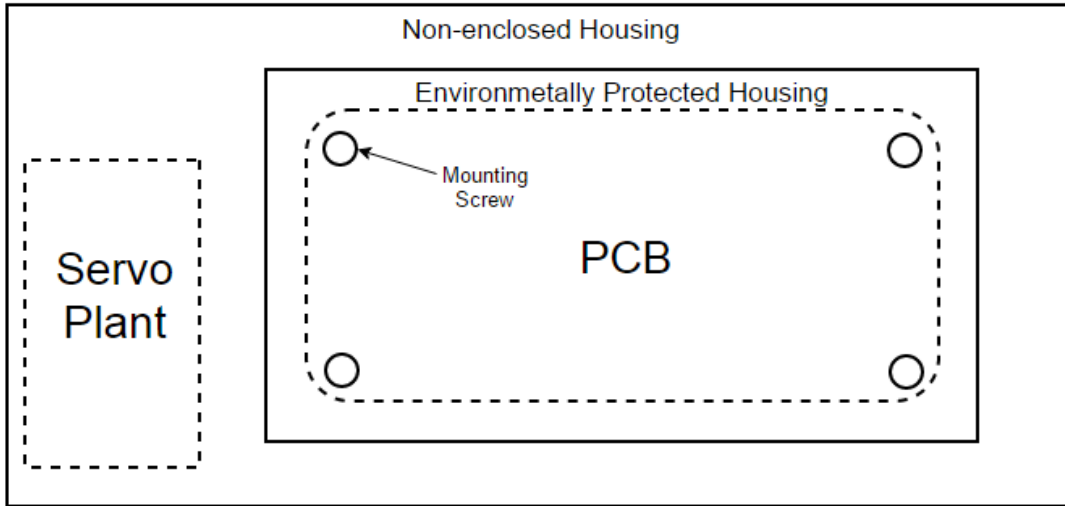 Non-enclosed Housing
Environmetally Protected Housing
Mounting
Screw
PCB
Servo
Plant